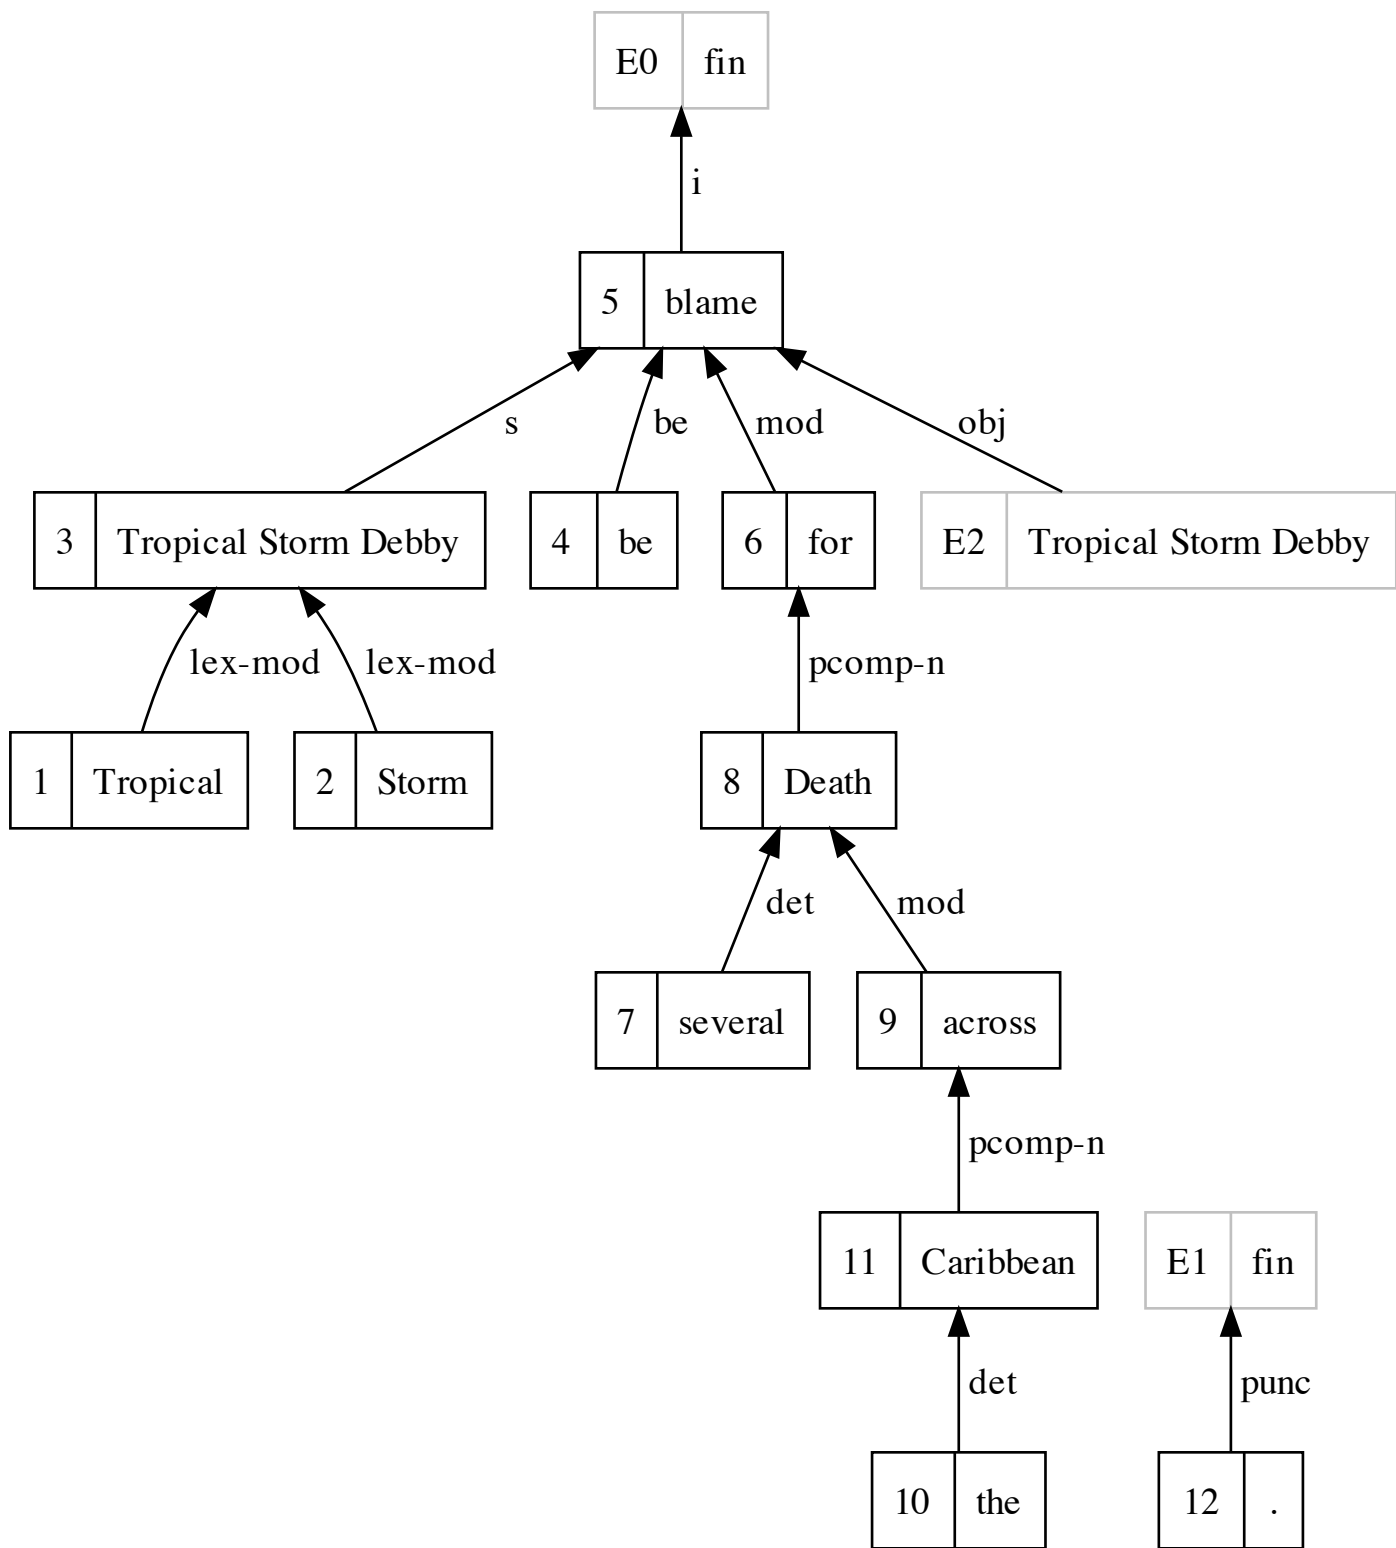 E0 fin
i
5 blame
s be mod obj
3 Tropical Storm Debby 4 be 6 for E2 Tropical Storm Debby
lex-mod lex-mod pcomp-n
1 Tropical 2 Storm 8 Death
det mod
7 several 9 across
pcomp-n
11 Caribbean E1 fin
det punc
10 the 12 .